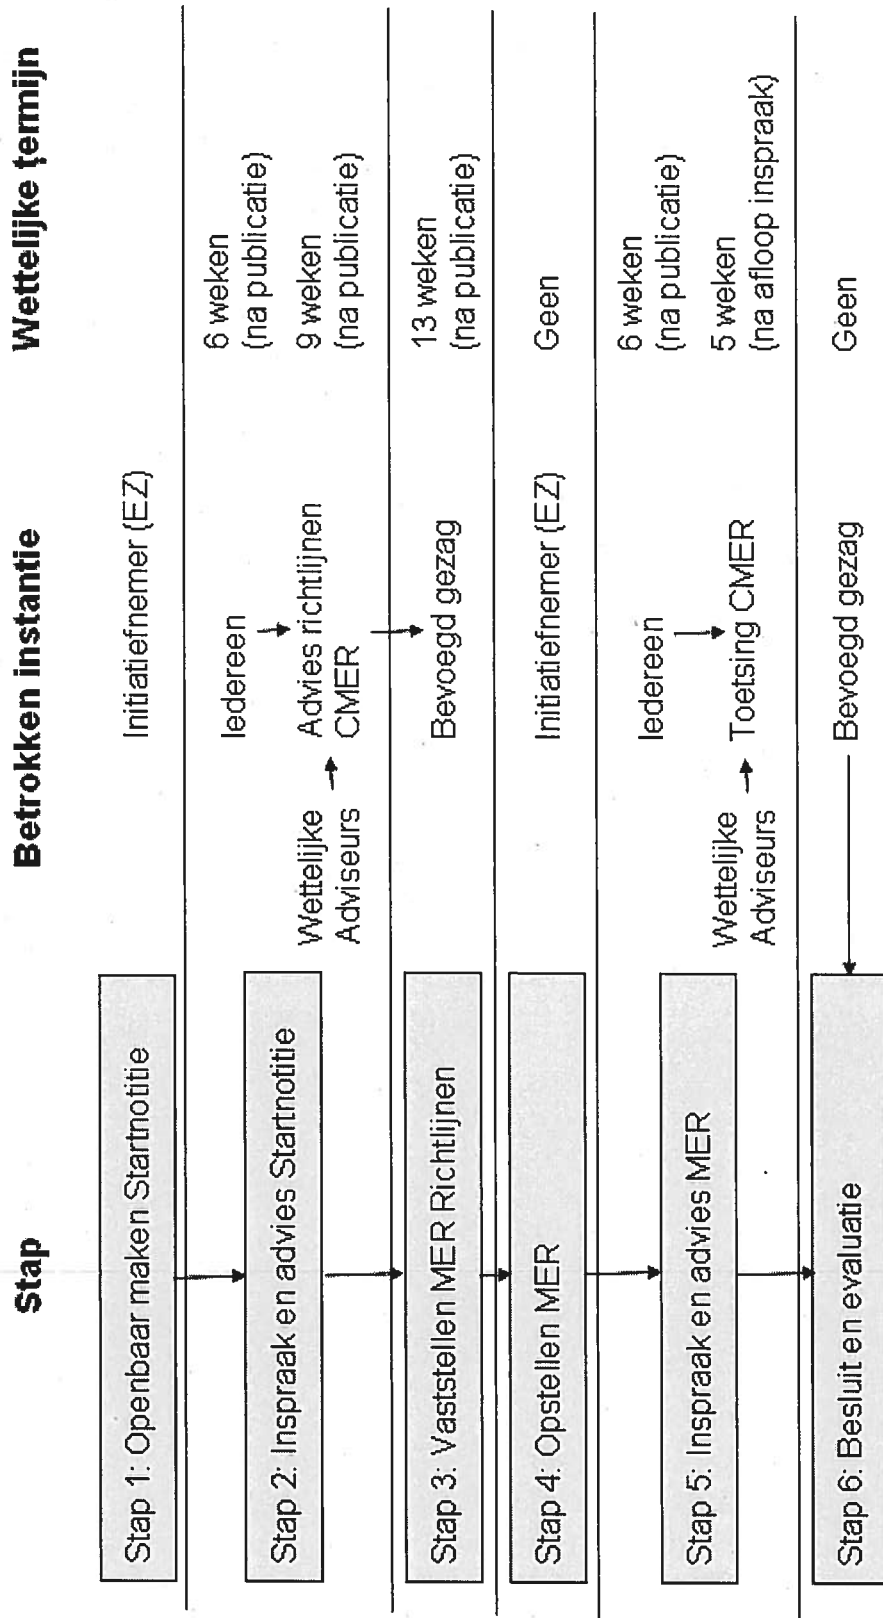 Stap
Betrokken instantie
Wettelijke termijn
Stap 1: Openbaar maken Startnotitie
Initiatiefnemer (EZ)
Stap 2: Inspraak en advies Startnotitie
Iedereen
6 weken
(na publicatie)
Wettelijke
Adviseurs
Advies richtlijnen
CMER
9 weken
(na publicatie)
Stap 3: Vaststellen MER Richtlijnen
Bevoegd gezag
13 weken
(na publicatie)
Stap 4: Opstellen MER
Initiatiefnemer (EZ)
Geen
Stap 5: Inspraak en advies MER
Iedereen
6 weken
(na publicatie)
Wettelijke
Adviseurs
Toetsing CMER
5 weken
(na afloop inspraak)
Stap 6: Besluit en evaluatie
Bevoegd gezag
Geen